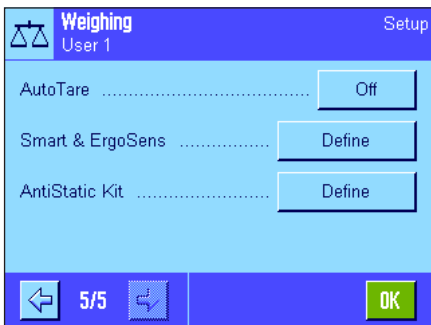 Weighing Setup
User 1
AutoTare ........................................ Off
Smart & ErgoSens ................. Define
AntiStatic Kit ........................ Define
5/5 OK